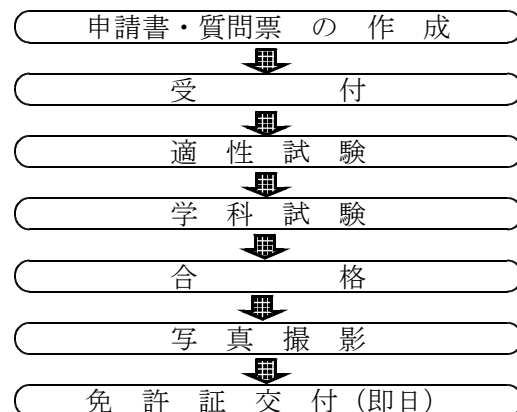 申請書・質問票 の 作 成
受 付
適 性 試 験
学 科 試 験
合 格
写 真 撮 影
免 許 証 交 付（即日）